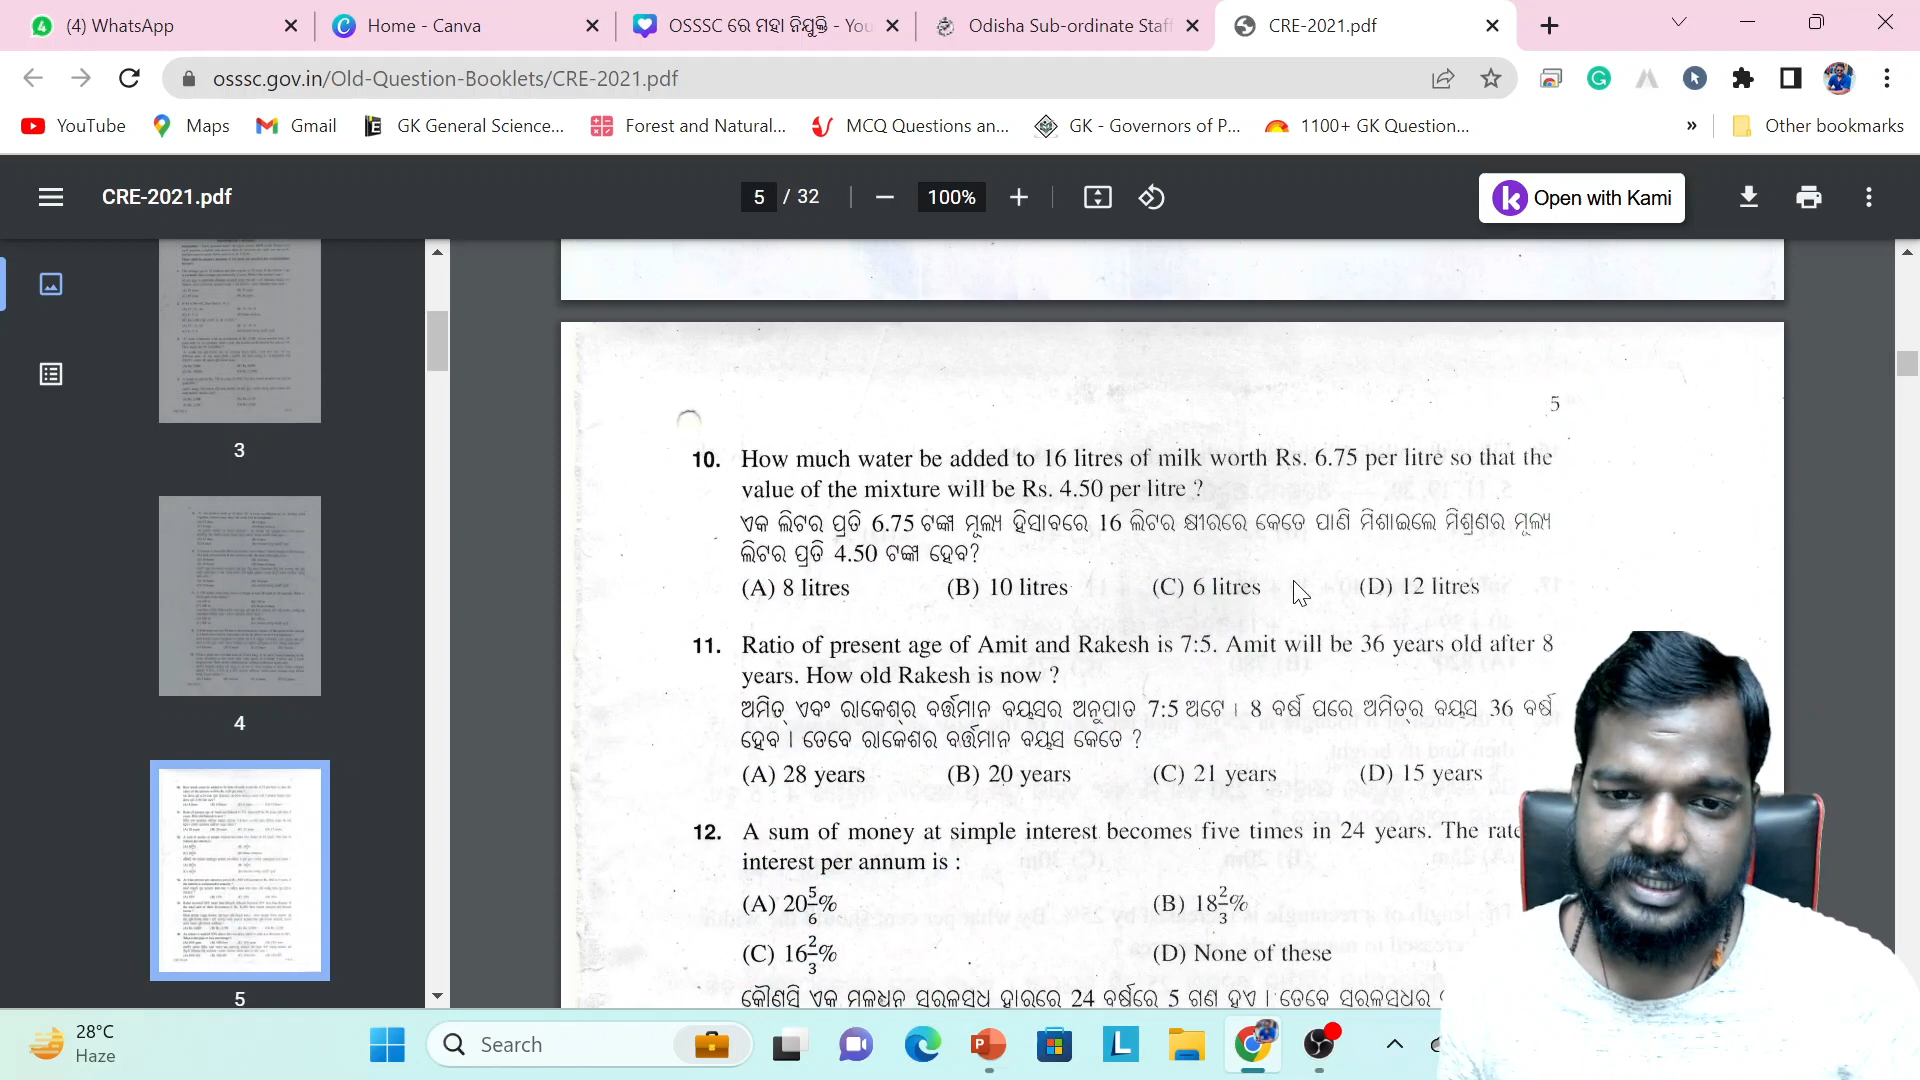 (4) WhatsApp
Home - Canva
OSSSC ରେ ମହା ନିଯୁକ୍ତି - You
Odisha Sub-ordinate Staf
CRE-2021.pdf
osssc.gov.in/Old-Question-Booklets/CRE-2021.pdf
YouTube
Maps
Gmail
GK General Science...
Forest and Natural...
MCQ Questions an...
GK - Governors of P...
1100+ GK Question...
»
Other bookmarks
CRE-2021.pdf
5 / 32
100%
Open with Kami
3
4
5
5
10. How much water be added to 16 litres of milk worth Rs. 6.75 per litre so that the
value of the mixture will be Rs. 4.50 per litre ?
ଏକ ଲିଟର ପ୍ରତି 6.75 ଟଙ୍କା ମୂଲ୍ୟ ହିସାବରେ 16 ଲିଟର କ୍ଷୀରରେ କେତେ ପାଣି ମିଶାଇଲେ ମିଶ୍ରଣର ମୂଲ୍ୟ
ଲିଟର ପ୍ରତି 4.50 ଟଙ୍କା ହେବ?
(A) 8 litres (B) 10 litres (C) 6 litres (D) 12 litres
11. Ratio of present age of Amit and Rakesh is 7:5. Amit will be 36 years old after 8
years. How old Rakesh is now ?
ଅମିତ୍ ଏବଂ ରାକେଶ୍ର ବର୍ତ୍ତମାନ ବୟସର ଅନୁପାତ 7:5 ଅଟେ । 8 ବର୍ଷ ପରେ ଅମିତ୍ର ବୟସ 36 ବର୍ଷ
ହେବ । ତେବେ ରାକେଶର ବର୍ତ୍ତମାନ ବୟସ କେତେ ?
(A) 28 years (B) 20 years (C) 21 years (D) 15 years
12. A sum of money at simple interest becomes five times in 24 years. The rate
interest per annum is :
(A) 20 5/6% (B) 18 2/3%
(C) 16 2/3% (D) None of these
କୌଣସି ଏକ ମୂଳଧନ ସରଳସୁଧ ହାରରେ 24 ବର୍ଷରେ 5 ଗୁଣ ହୁଏ । ତେବେ ସରଳସୁଧର
28°C
Haze
Search